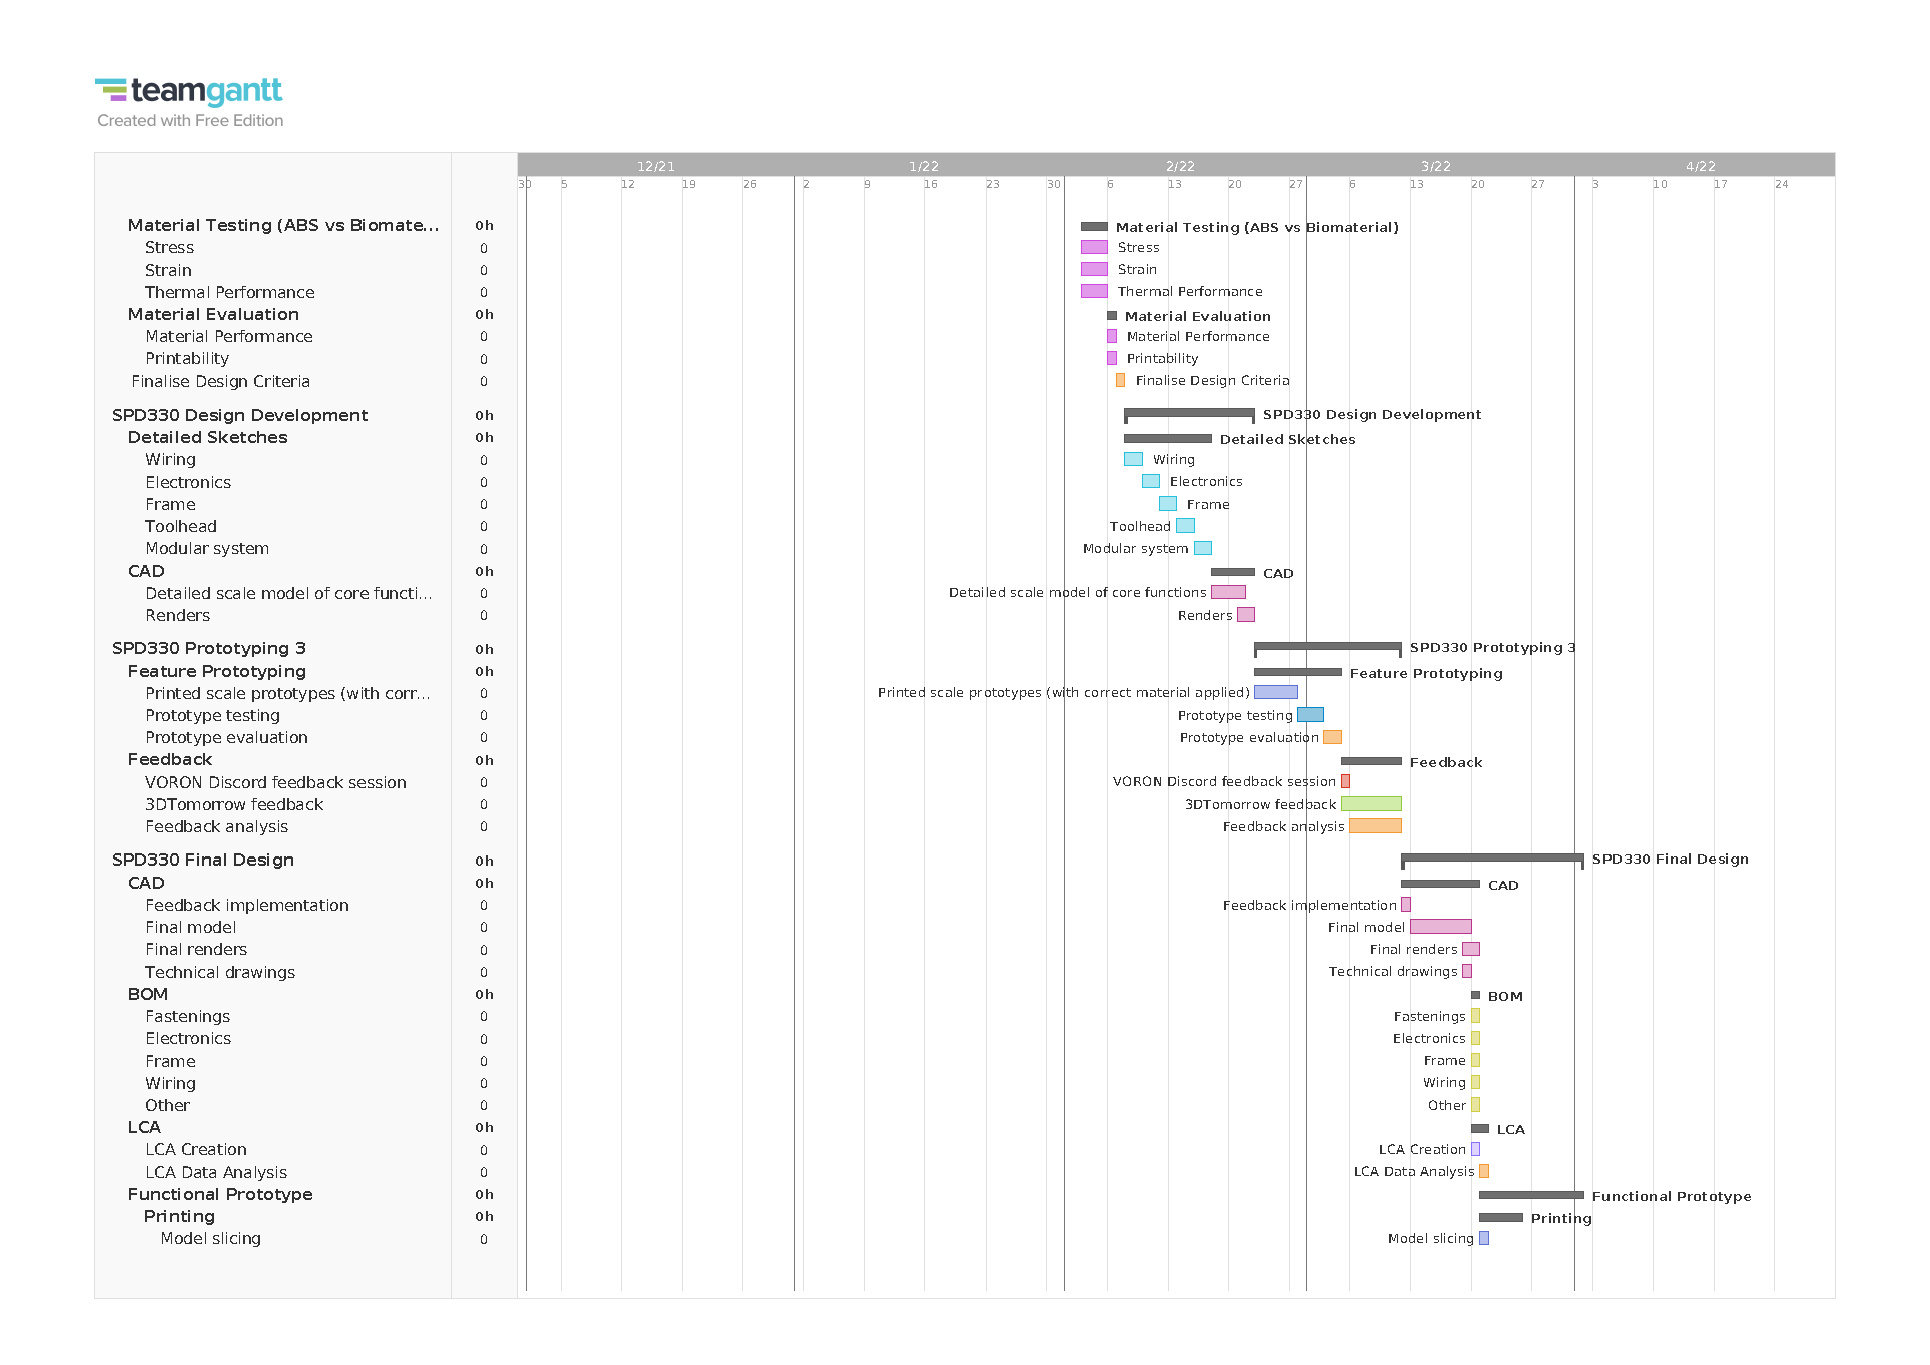 teamgantt
Created with Free Edition
12/21 1/22 2/22 3/22 4/22
30 5 12 19 26 2 9 16 23 30 6 13 20 27 6 13 20 27 3 10 17 24
Material Testing (ABS vs Biomate... 0h Material Testing (ABS vs Biomaterial)
Stress 0 Stress
Strain 0 Strain
Thermal Performance 0 Thermal Performance
Material Evaluation 0h Material Evaluation
Material Performance 0 Material Performance
Printability 0 Printability
Finalise Design Criteria 0 Finalise Design Criteria
SPD330 Design Development 0h SPD330 Design Development
Detailed Sketches 0h Detailed Sketches
Wiring 0 Wiring
Electronics 0 Electronics
Frame 0 Frame
Toolhead 0 Toolhead
Modular system 0 Modular system
CAD 0h CAD
Detailed scale model of core functi... 0 Detailed scale model of core functions
Renders 0 Renders
SPD330 Prototyping 3 0h SPD330 Prototyping 3
Feature Prototyping 0h Feature Prototyping
Printed scale prototypes (with corr... 0 Printed scale prototypes (with correct material applied)
Prototype testing 0 Prototype testing
Prototype evaluation 0 Prototype evaluation
Feedback 0h Feedback
VORON Discord feedback session 0 VORON Discord feedback session
3DTomorrow feedback 0 3DTomorrow feedback
Feedback analysis 0 Feedback analysis
SPD330 Final Design 0h SPD330 Final Design
CAD 0h CAD
Feedback implementation 0 Feedback implementation
Final model 0 Final model
Final renders 0 Final renders
Technical drawings 0 Technical drawings
BOM 0h BOM
Fastenings 0 Fastenings
Electronics 0 Electronics
Frame 0 Frame
Wiring 0 Wiring
Other 0 Other
LCA 0h LCA
LCA Creation 0 LCA Creation
LCA Data Analysis 0 LCA Data Analysis
Functional Prototype 0h Functional Prototype
Printing 0h Printing
Model slicing 0 Model slicing